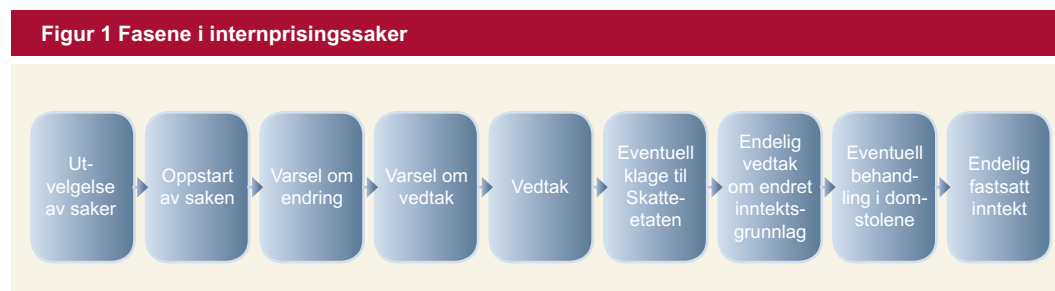 Figur 1 Fasene i internprisingssaker
Ut-
velgelse
av saker
Oppstart
av saken
Varsel om
endring
Varsel om
vedtak
Vedtak
Eventuell
klage til
Skatte-
etaten
Endelig
vedtak
om endret
inntekts-
grunnlag
Eventuell
behand-
ling i dom-
stolene
Endelig
fastsatt
inntekt